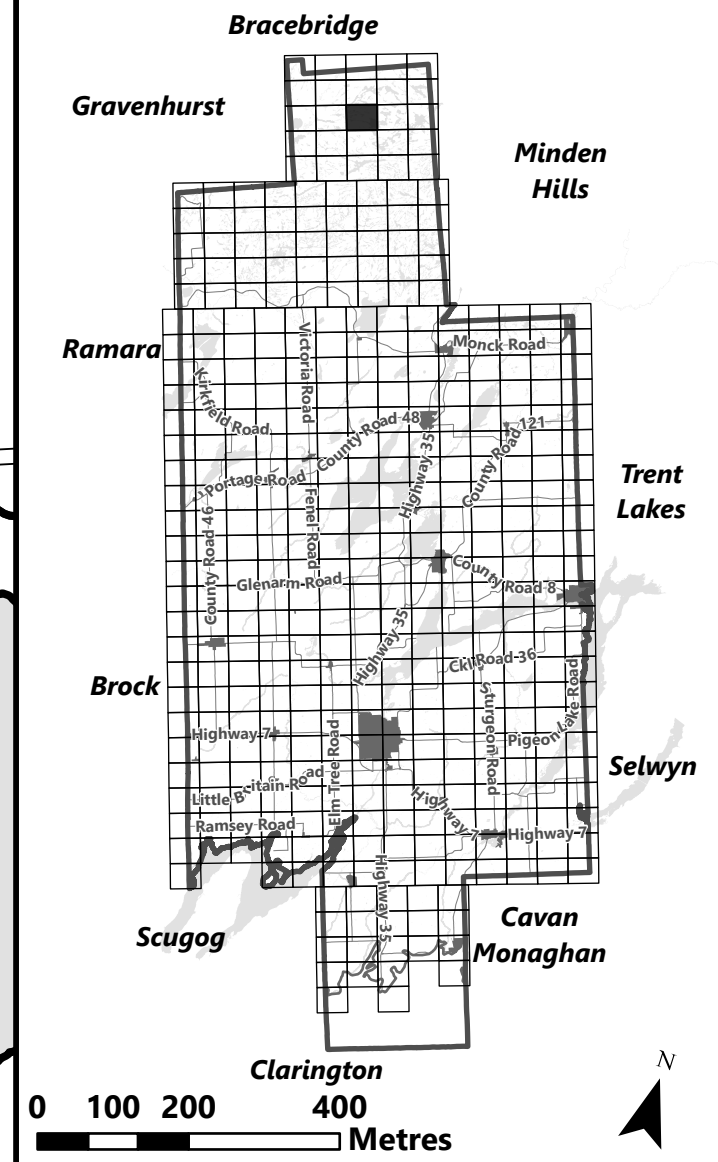 Bracebridge
Gravenhurst
Minden
Hills
Ramara
Monck Road
Victoria Road
Kirkfield Road
County Road 48
County Road 121
Highway 35
Trent
Lakes
Portage Road
Fenel Road
County Road 46
Glenarm Road
County Road 8
Highway 35
Ckl Road 36
Brock
Sturgeon Road
Pigeon Lake Road
Highway 7
Elm Tree Road
Selwyn
Little Britain Road
Highway 7
Ramsey Road
Highway 7
Highway 35
Scugog
Cavan
Monaghan
Clarington
N
0 100 200 400
Metres